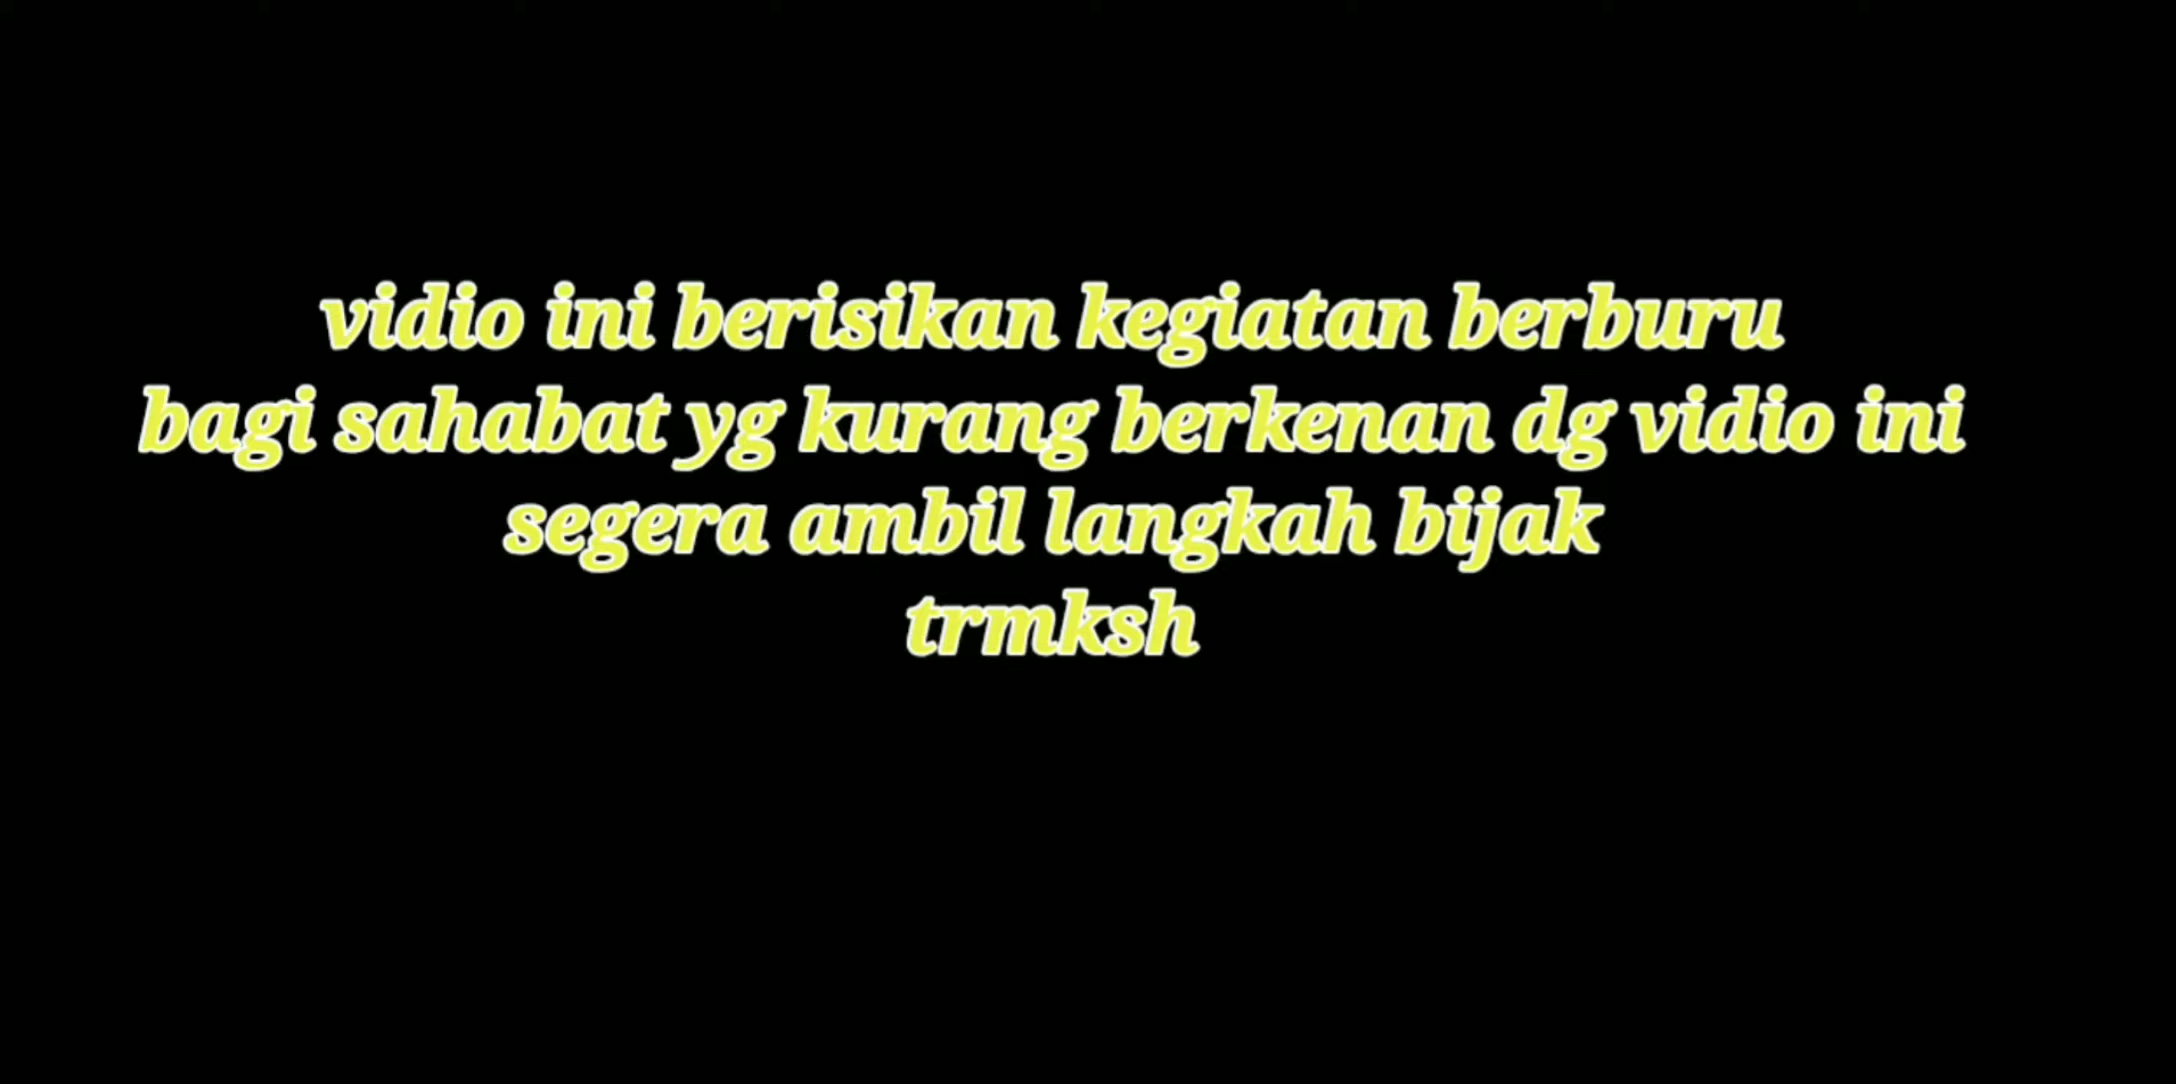 vidio ini berisikan kegiatan berburu
bagi sahabat yg kurang berkenan dg vidio ini
segera ambil langkah bijak
trmksh